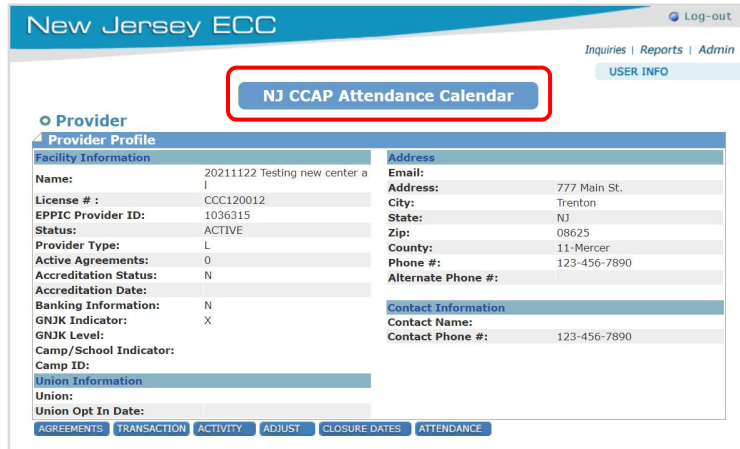 New Jersey ECC
Log-out
Inquiries | Reports | Admin
USER INFO
NJ CCAP Attendance Calendar
Provider
Provider Profile
Facility Information
Name: 20211122 Testing new center a
l
License # : CCC120012
EPPIC Provider ID: 1036315
Status: ACTIVE
Provider Type: L
Active Agreements: 0
Accreditation Status: N
Accreditation Date:
Banking Information: N
GNJK Indicator: X
GNJK Level:
Camp/School Indicator:
Camp ID:
Union Information
Union:
Union Opt In Date:
Address
Email:
Address: 777 Main St.
City: Trenton
State: NJ
Zip: 08625
County: 11-Mercer
Phone #: 123-456-7890
Alternate Phone #:
Contact Information
Contact Name:
Contact Phone #: 123-456-7890
AGREEMENTS TRANSACTION ACTIVITY ADJUST CLOSURE DATES ATTENDANCE